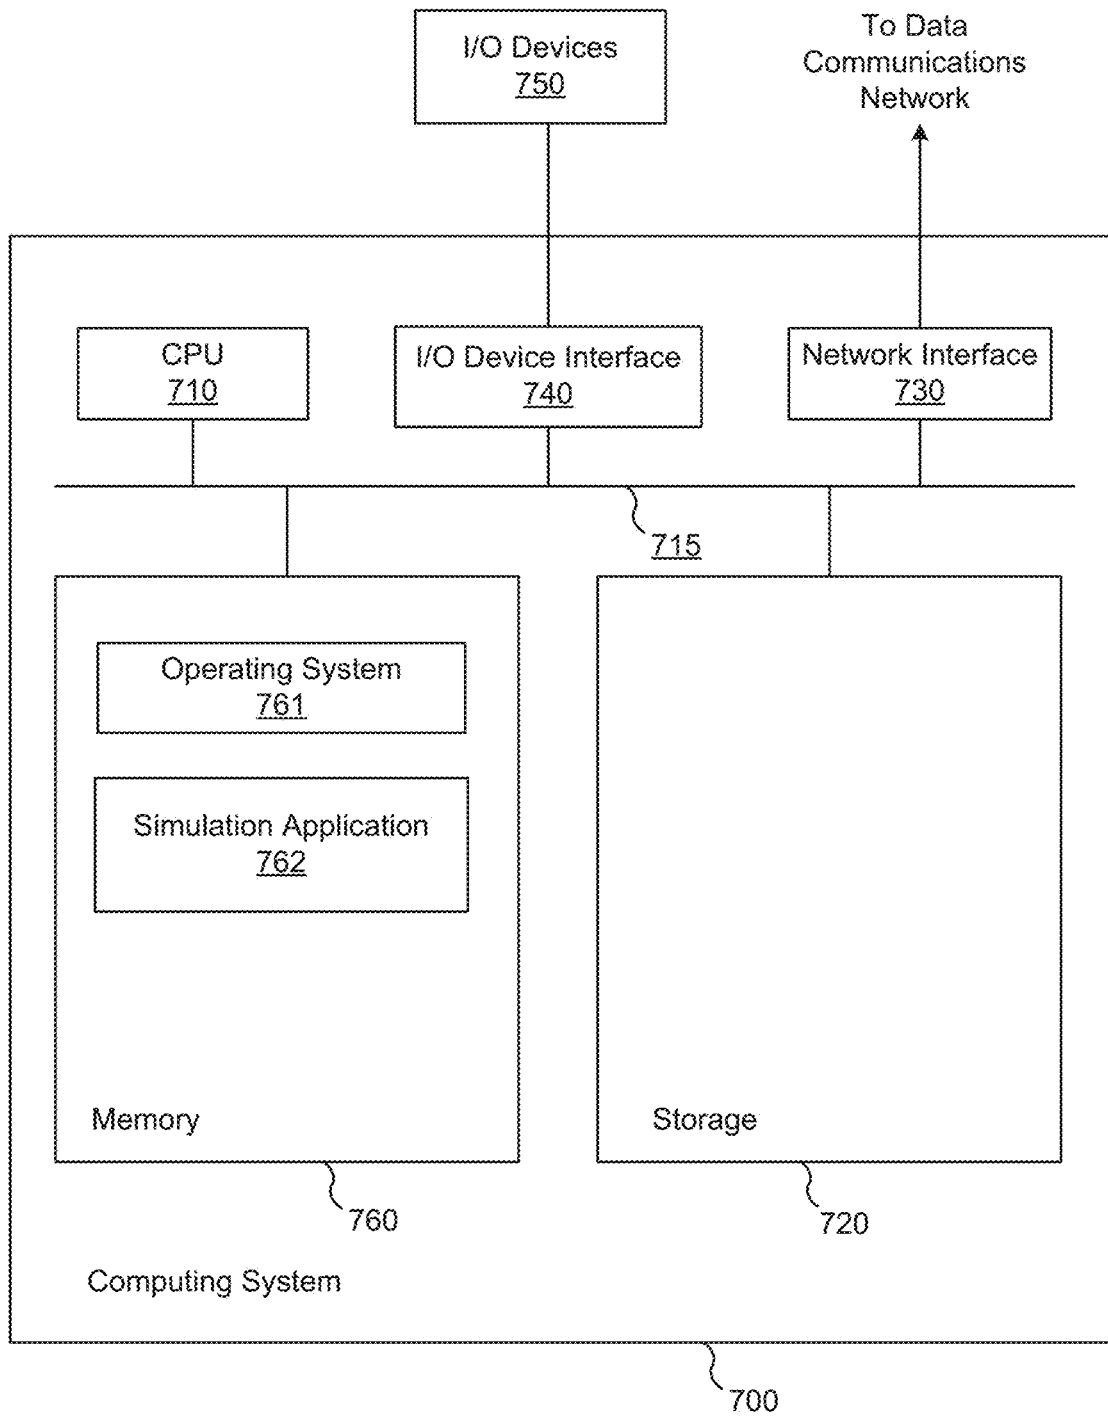 I/O Devices
750
To Data
Communications
Network
CPU
710
I/O Device Interface
740
Network Interface
730
715
Operating System
761
Simulation Application
762
Memory
Storage
760
720
Computing System
700